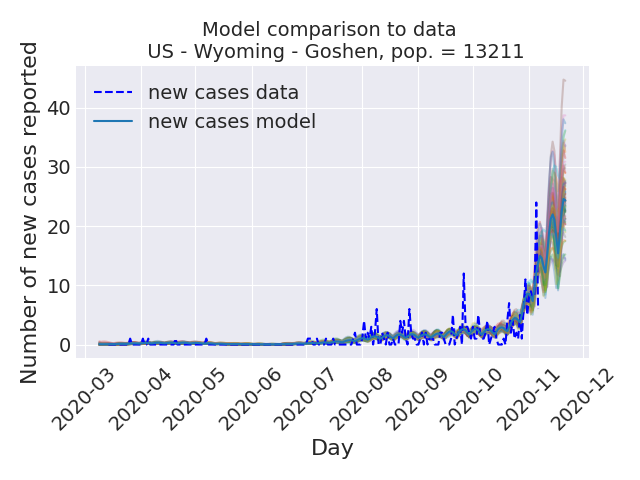 Model comparison to data
US - Wyoming - Goshen, pop. = 13211
Number of new cases reported
40
30
20
10
0
new cases data
new cases model
2020-03
2020-04
2020-05
2020-06
2020-07
2020-08
2020-09
2020-10
2020-11
2020-12
Day